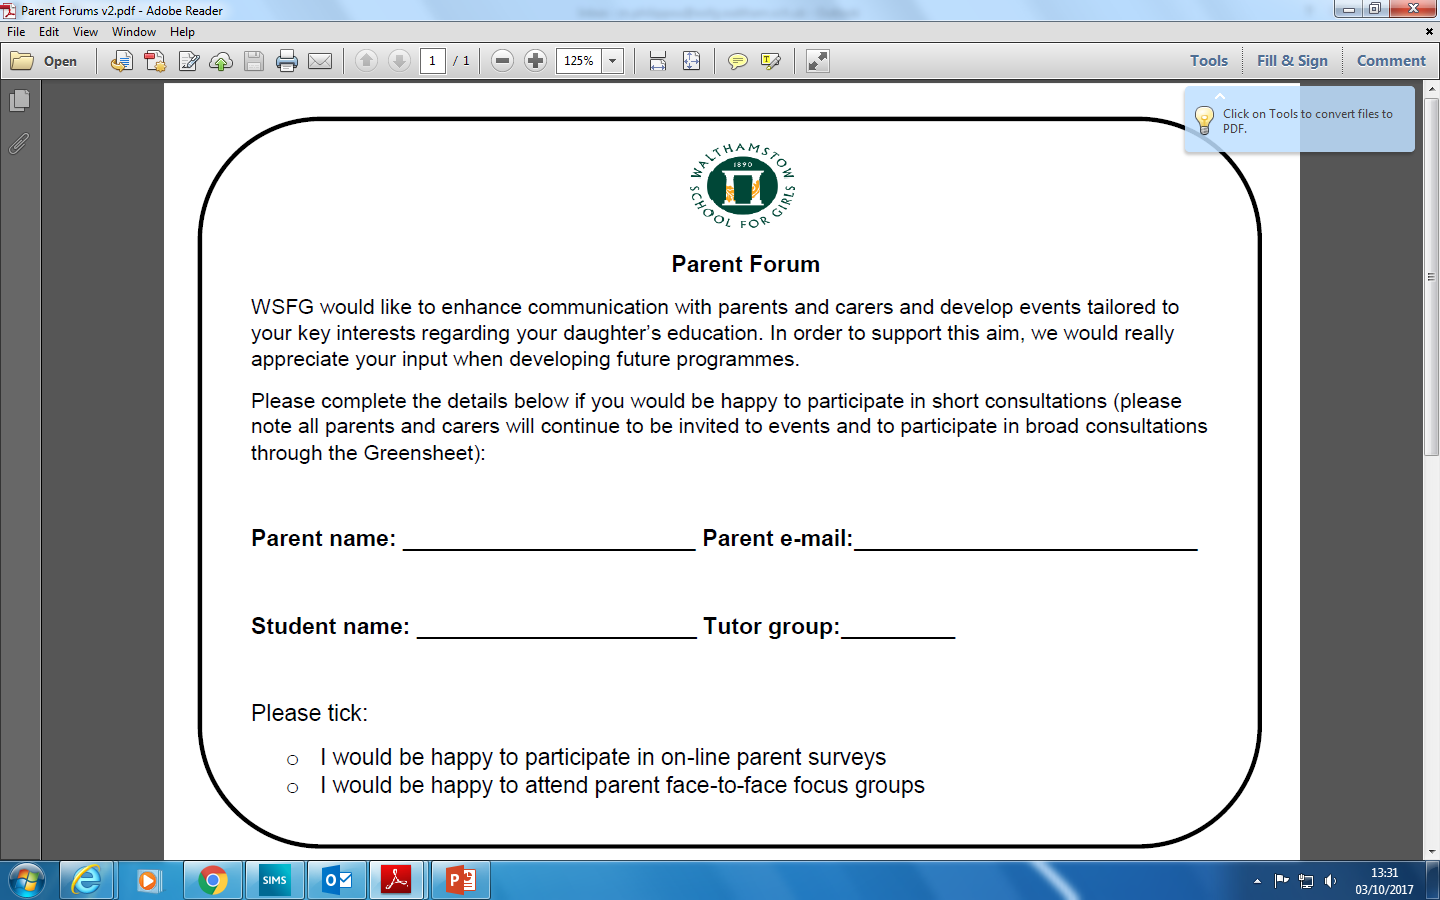 Parent Forums v2.pdf - Adobe Reader
File Edit View Window Help
Open 1 / 1 125% Tools Fill & Sign Comment
Click on Tools to convert files to
PDF.
WALTHAMSTOW
1890
SCHOOL FOR GIRLS
Parent Forum
WSFG would like to enhance communication with parents and carers and develop events tailored to
your key interests regarding your daughter’s education. In order to support this aim, we would really
appreciate your input when developing future programmes.
Please complete the details below if you would be happy to participate in short consultations (please
note all parents and carers will continue to be invited to events and to participate in broad consultations
through the Greensheet):
Parent name: _______________________ Parent e-mail:___________________________
Student name: ______________________ Tutor group:_________
Please tick:
o I would be happy to participate in on-line parent surveys
o I would be happy to attend parent face-to-face focus groups
SIMS
13:31
03/10/2017